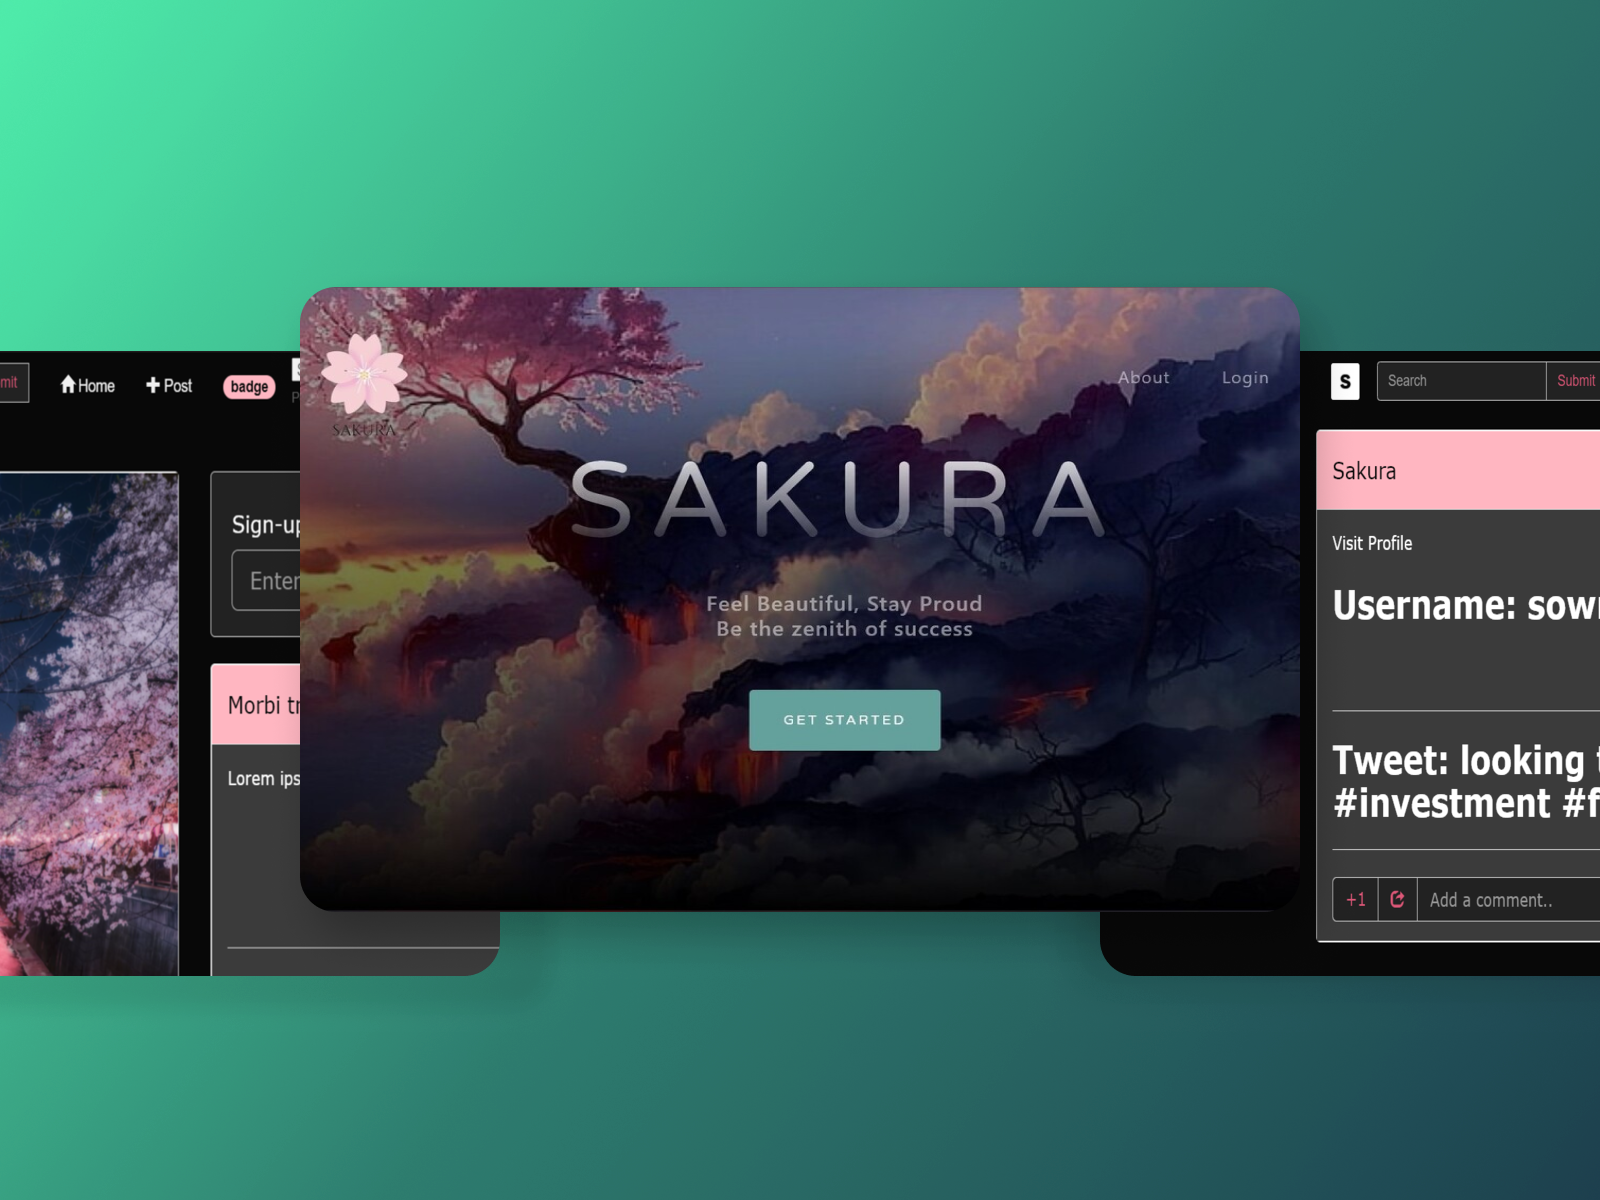 mit
Home
Post
badge
Sign-up
Enter
Morbi tr
Lorem ips
SAKURA
About
Login
SAKURA
Feel Beautiful, Stay Proud
Be the zenith of success
GET STARTED
S
Search
Submit
Sakura
Visit Profile
Username: sow
Tweet: looking t
#investment #f
+1
Add a comment..